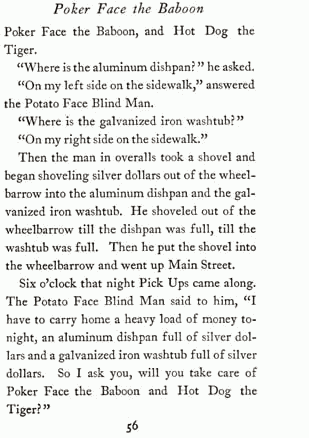 Poker Face the Baboon
Poker Face the Baboon, and Hot Dog the
Tiger.
“Where is the aluminum dishpan?” he asked.
“On my left side on the sidewalk,” answered
the Potato Face Blind Man.
“Where is the galvanized iron washtub?”
“On my right side on the sidewalk.”
Then the man in overalls took a shovel and
began shoveling silver dollars out of the wheel-
barrow into the aluminum dishpan and the gal-
vanized iron washtub. He shoveled out of the
wheelbarrow till the dishpan was full, till the
washtub was full. Then he put the shovel into
the wheelbarrow and went up Main Street.
Six o’clock that night Pick Ups came along.
The Potato Face Blind Man said to him, “I
have to carry home a heavy load of money to-
night, an aluminum dishpan full of silver dol-
lars and a galvanized iron washtub full of silver
dollars. So I ask you, will you take care of
Poker Face the Baboon and Hot Dog the
Tiger?”
56